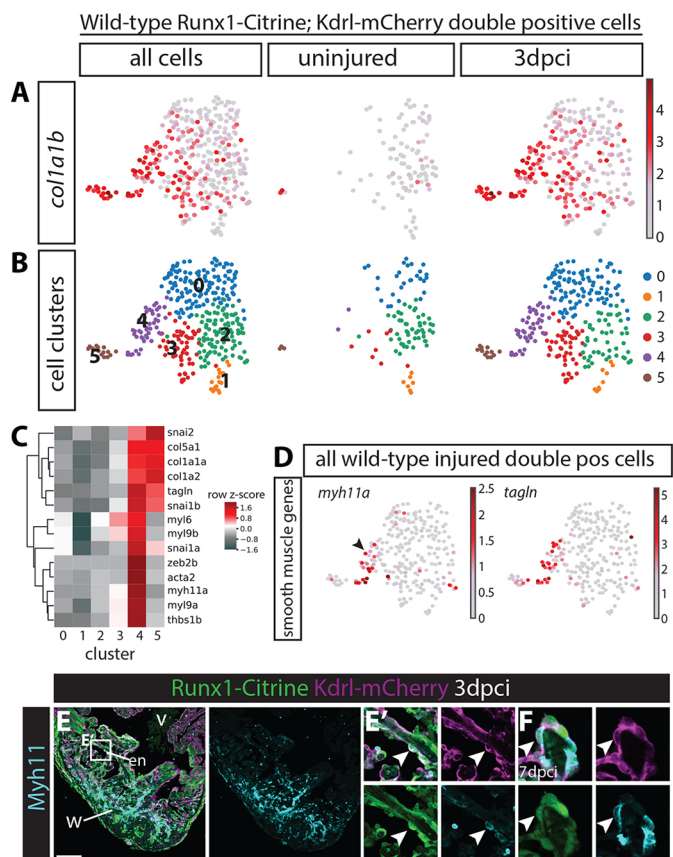 Wild-type Runx1-Citrine; Kdrl-mCherry double positive cells
all cells
uninjured
3dpci
A
col1a1b
4
3
2
1
0
B
cell clusters
0
4
2
3
5
1
0
1
2
3
4
5
C
snai2
col5a1
col1a1a
col1a2
tagln
snai1b
myl6
myl9b
snai1a
zeb2b
acta2
myh11a
myl9a
thbs1b
row z-score
1.6
0.8
0
-0.8
-1.6
0 1 2 3 4 5
cluster
D
all wild-type injured double pos cells
smooth muscle genes
myh11a
2.5
2
1.5
1
0.5
0
tagln
5
4
3
2
1
0
Runx1-Citrine Kdrl-mCherry 3dpci
Myh11
E
V
E'
en
W
E'
F
7dpci